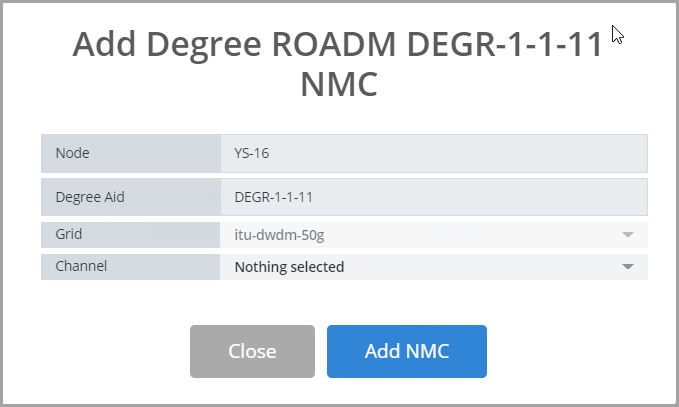 Add Degree ROADM DEGR-1-1-11
NMC
Node YS-16
Degree Aid DEGR-1-1-11
Grid itu-dwdm-50g
Channel Nothing selected
Close Add NMC